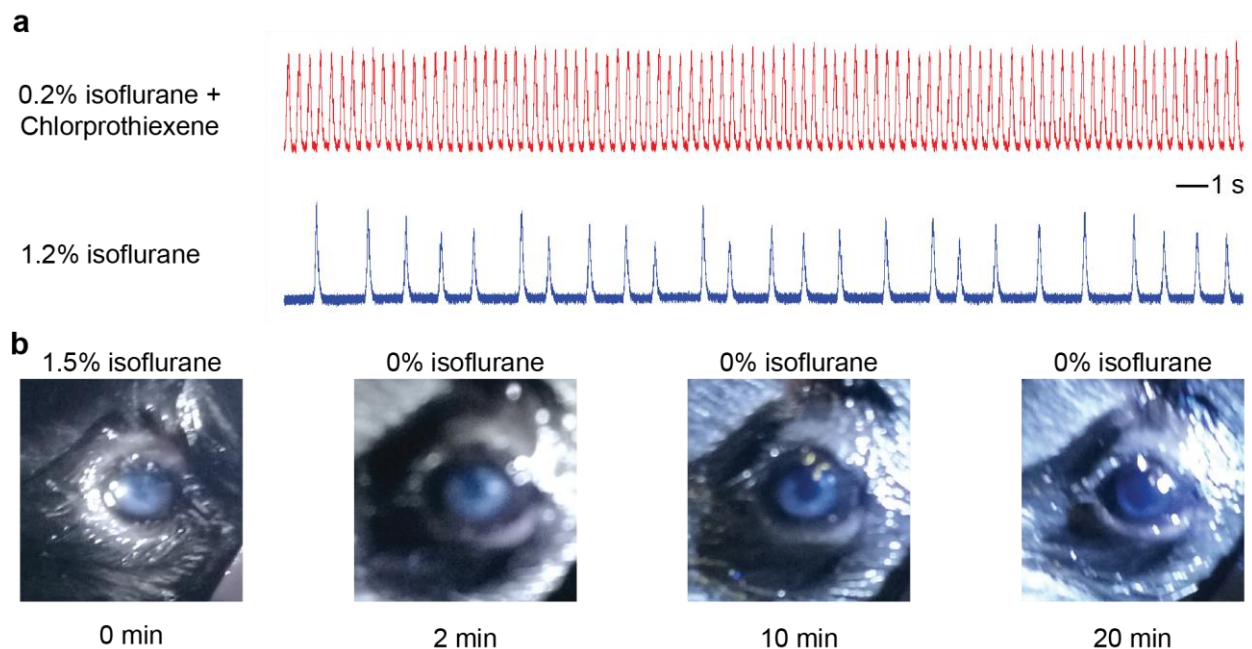 a
0.2% isoflurane +
Chlorprothiexene
1 s
1.2% isoflurane
b
1.5% isoflurane
0% isoflurane
0% isoflurane
0% isoflurane
0 min
2 min
10 min
20 min